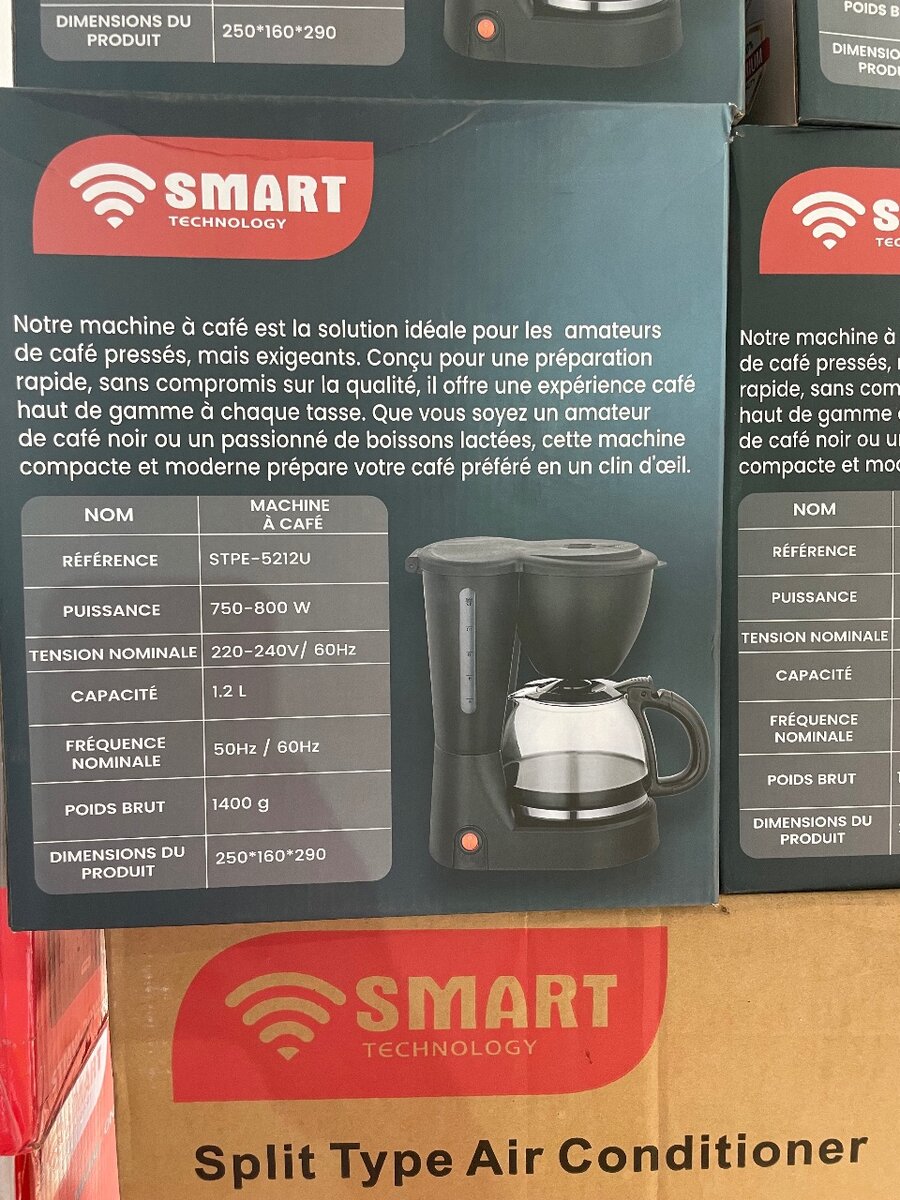 DIMENSIONS DU
PRODUIT
250*160*290
POIDS B
DIMENSIO
PRODU
SMART
TECHNOLOGY
Notre machine à café est la solution idéale pour les amateurs
de café pressés, mais exigeants. Conçu pour une préparation
rapide, sans compromis sur la qualité, il offre une expérience café
haut de gamme à chaque tasse. Que vous soyez un amateur
de café noir ou un passionné de boissons lactées, cette machine
compacte et moderne prépare votre café préféré en un clin d'œil.
NOM MACHINE
À CAFÉ
RÉFÉRENCE STPE-5212U
PUISSANCE 750-800 W
TENSION NOMINALE 220-240V/ 60Hz
CAPACITÉ 1.2 L
FRÉQUENCE
NOMINALE 50Hz / 60Hz
POIDS BRUT 1400 g
DIMENSIONS DU
PRODUIT 250*160*290
S
TEC
Notre machine à
de café pressés,
rapide, sans com
haut de gamme
de café noir ou u
compacte et mo
NOM
RÉFÉRENCE
PUISSANCE
TENSION NOMINALE
CAPACITÉ
FRÉQUENCE
NOMINALE
POIDS BRUT
DIMENSIONS DU
PRODUIT
SMART
TECHNOLOGY
Split Type Air Conditioner